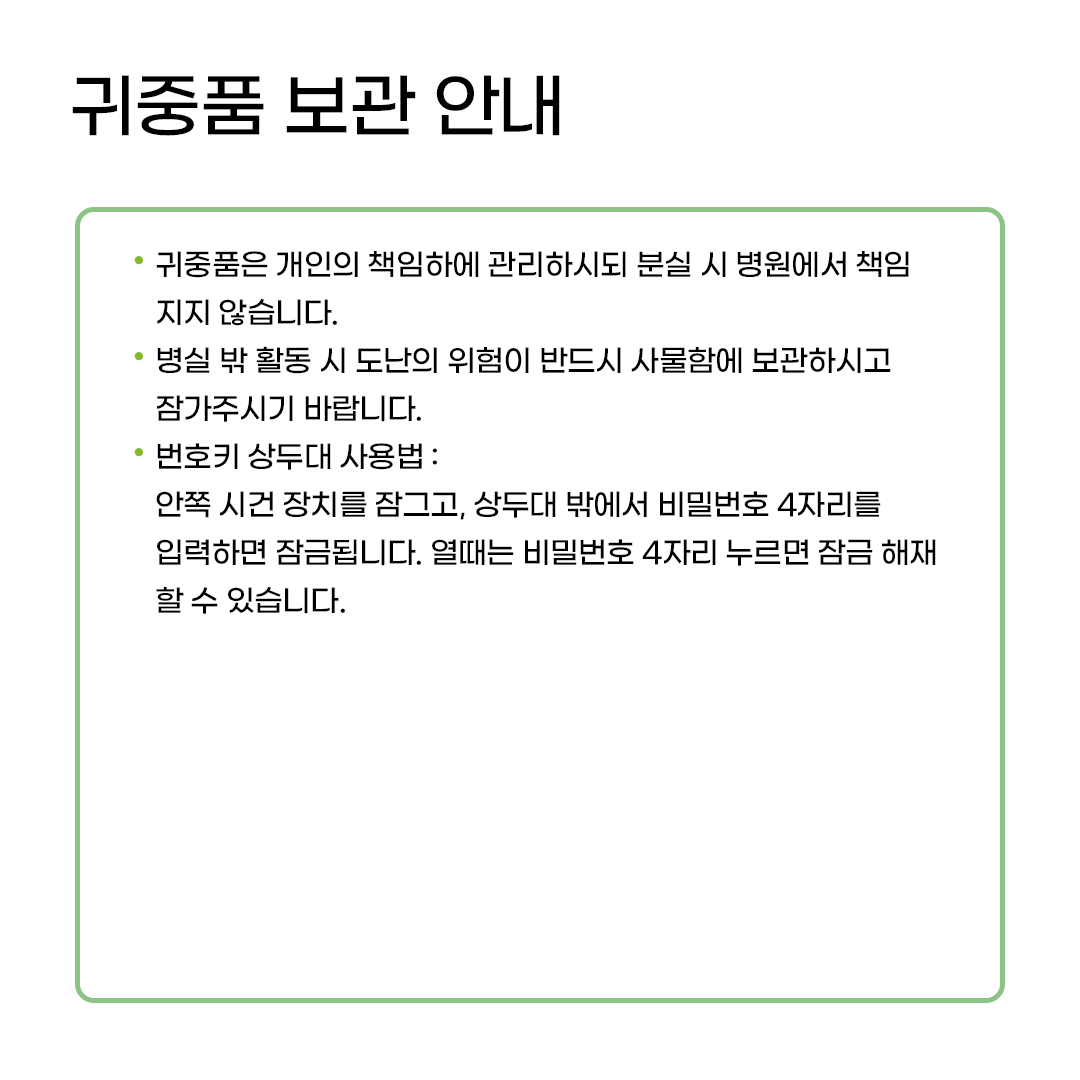 귀중품 보관 안내
• 귀중품은 개인의 책임하에 관리하시되 분실 시 병원에서 책임
지지 않습니다.
• 병실 밖 활동 시 도난의 위험이 반드시 사물함에 보관하시고
잠가주시기 바랍니다.
• 번호키 상두대 사용법 :
안쪽 시건 장치를 잠그고, 상두대 밖에서 비밀번호 4자리를
입력하면 잠금됩니다. 열때는 비밀번호 4자리 누르면 잠금 해재
할 수 있습니다.